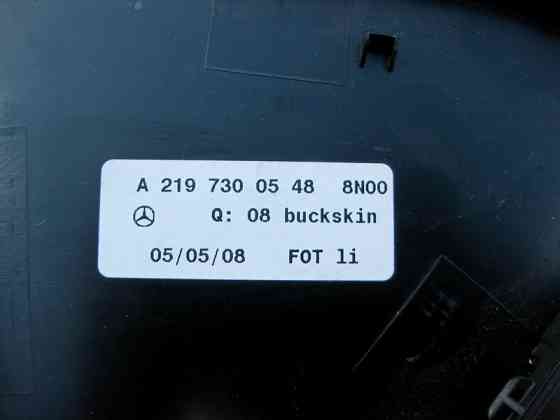 A 219 730 05 48 8N00
Q: 08 buckskin
05/05/08 FOT li